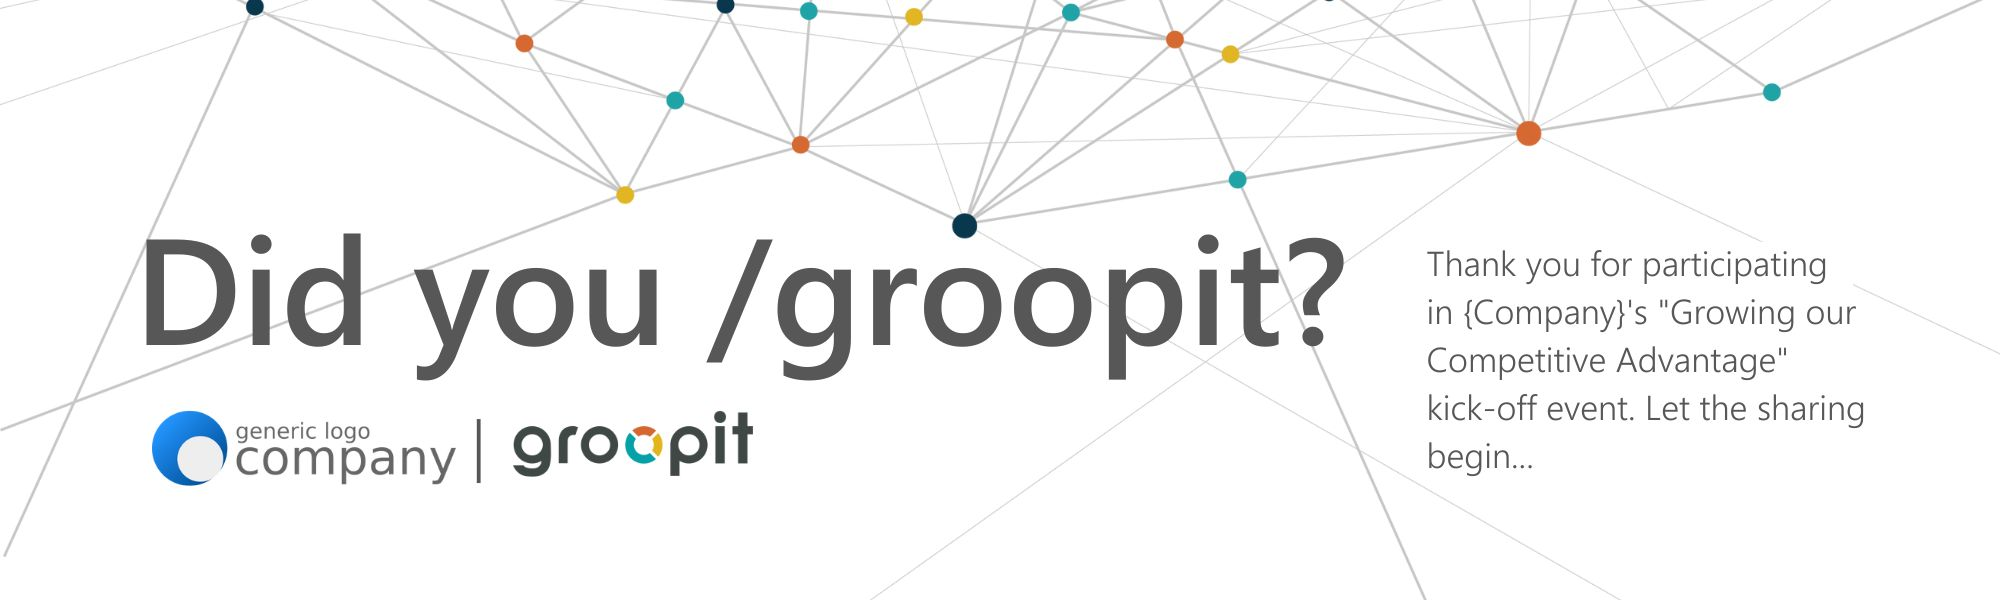 Did you /groopit?
Thank you for participating
in {Company}'s "Growing our
Competitive Advantage"
kick-off event. Let the sharing
begin...
generic logo
company
groopit